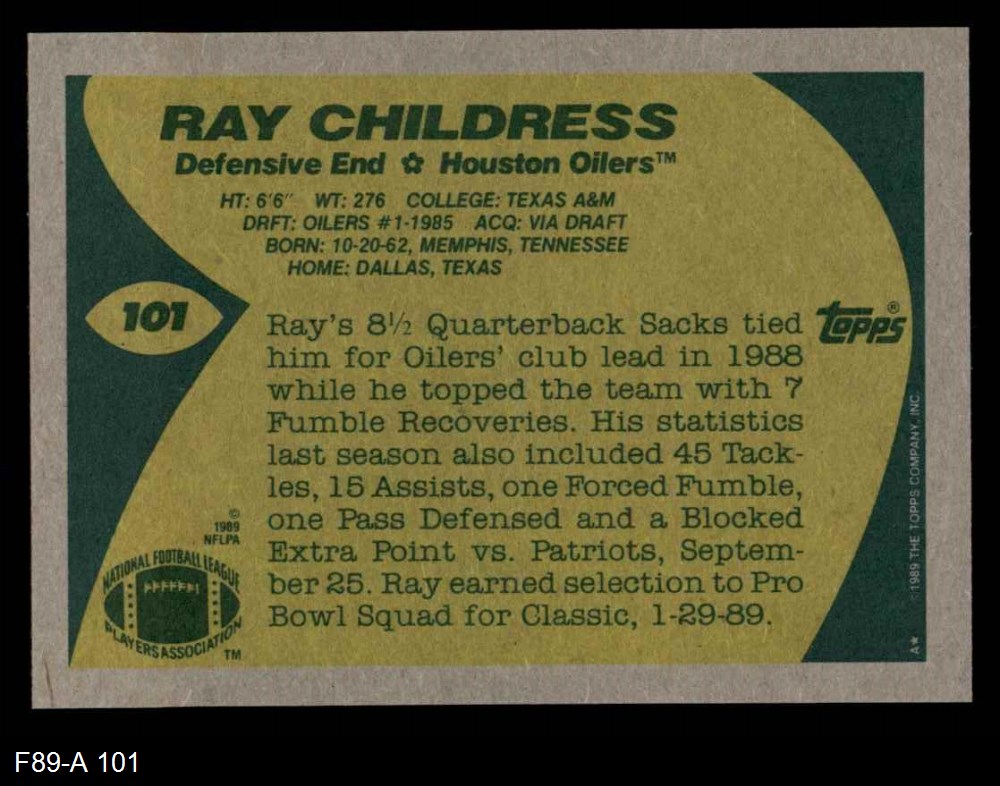 RAY CHILDRESS
Defensive End ✿ Houston Oilers™
HT: 6'6" WT: 276 COLLEGE: TEXAS A&M
DRFT: OILERS #1-1985 ACQ: VIA DRAFT
BORN: 10-20-62, MEMPHIS, TENNESSEE
HOME: DALLAS, TEXAS
101
Ray's 8½ Quarterback Sacks tied
him for Oilers' club lead in 1988
while he topped the team with 7
Fumble Recoveries. His statistics
last season also included 45 Tack-
les, 15 Assists, one Forced Fumble,
one Pass Defensed and a Blocked
Extra Point vs. Patriots, Septem-
ber 25. Ray earned selection to Pro
Bowl Squad for Classic, 1-29-89.
topps®
©1989 THE TOPPS COMPANY, INC.
A*
©
1989
NFLPA
NATIONAL FOOTBALL LEAGUE
PLAYERS ASSOCIATION
TM
F89-A 101